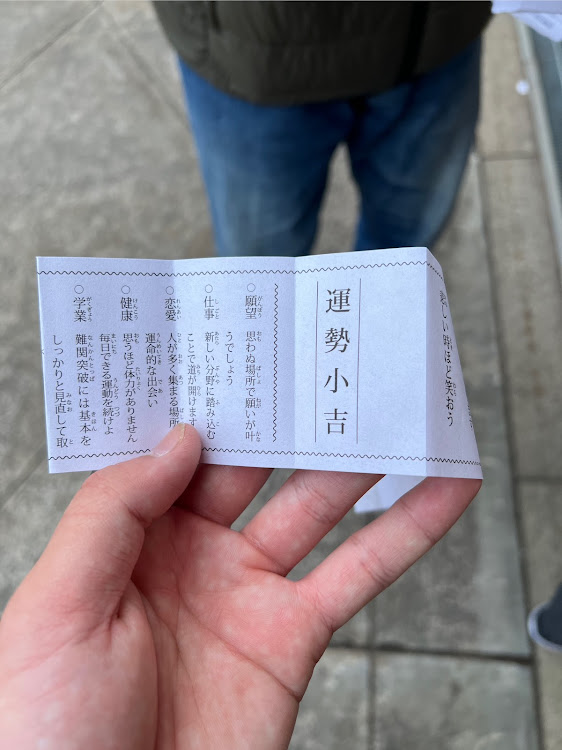 しい時ほど笑おう
運勢小吉
○願望 思わぬ場所で願いが叶
うでしょう
○仕事 新しい分野に踏み込む
ことで道が開けます
○恋愛 人が多く集まる場所
運命的な出会い
○健康 思うほど体力がありません
毎日できる運動を続けよ
○学業 難関突破には基本を
しっかりと見直して取